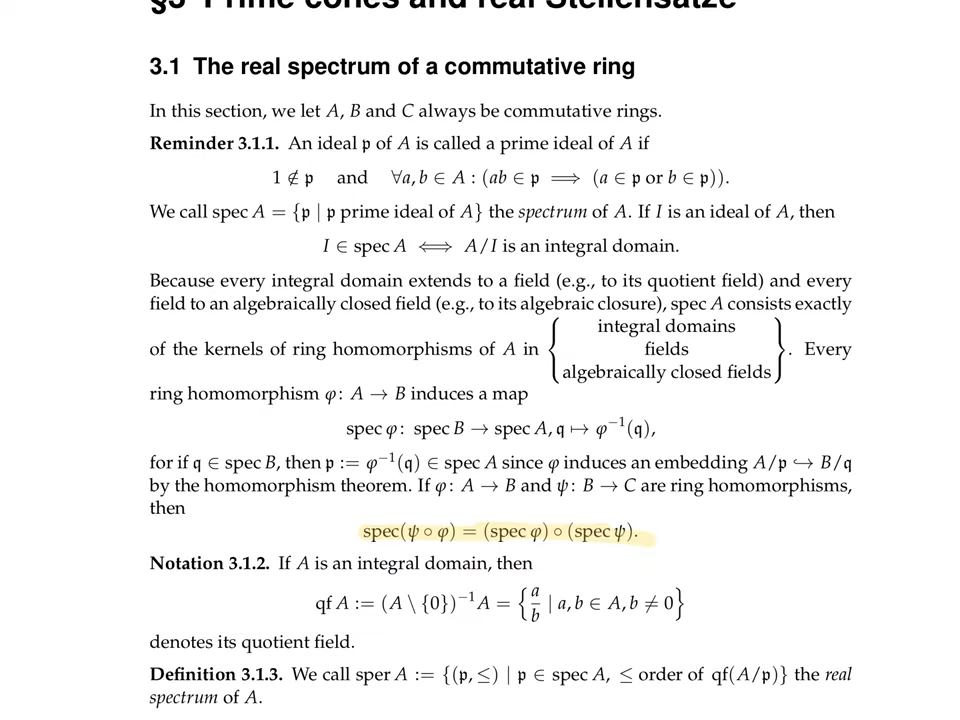 §3 Prime cones and real Stellensätze
3.1 The real spectrum of a commutative ring
In this section, we let A, B and C always be commutative rings.
Reminder 3.1.1. An ideal 𝔭 of A is called a prime ideal of A if
1 ∉ 𝔭 and ∀a, b ∈ A : (ab ∈ 𝔭 ⟹ (a ∈ 𝔭 or b ∈ 𝔭)).
We call spec A = {𝔭 | 𝔭 prime ideal of A} the spectrum of A. If I is an ideal of A, then
I ∈ spec A ⟺ A/I is an integral domain.
Because every integral domain extends to a field (e.g., to its quotient field) and every
field to an algebraically closed field (e.g., to its algebraic closure), spec A consists exactly
of the kernels of ring homomorphisms of A in { integral domains
fields
algebraically closed fields } . Every
ring homomorphism φ: A → B induces a map
spec φ: spec B → spec A, 𝔮 ↦ φ⁻¹(𝔮),
for if 𝔮 ∈ spec B, then 𝔭 := φ⁻¹(𝔮) ∈ spec A since φ induces an embedding A/𝔭 ↪ B/𝔮
by the homomorphism theorem. If φ: A → B and ψ: B → C are ring homomorphisms,
then
spec(ψ ∘ φ) = (spec φ) ∘ (spec ψ).
Notation 3.1.2. If A is an integral domain, then
qf A := (A \ {0})⁻¹A = {a/b | a, b ∈ A, b ≠ 0}
denotes its quotient field.
Definition 3.1.3. We call sper A := {(𝔭, ≤) | 𝔭 ∈ spec A, ≤ order of qf(A/𝔭)} the real
spectrum of A.